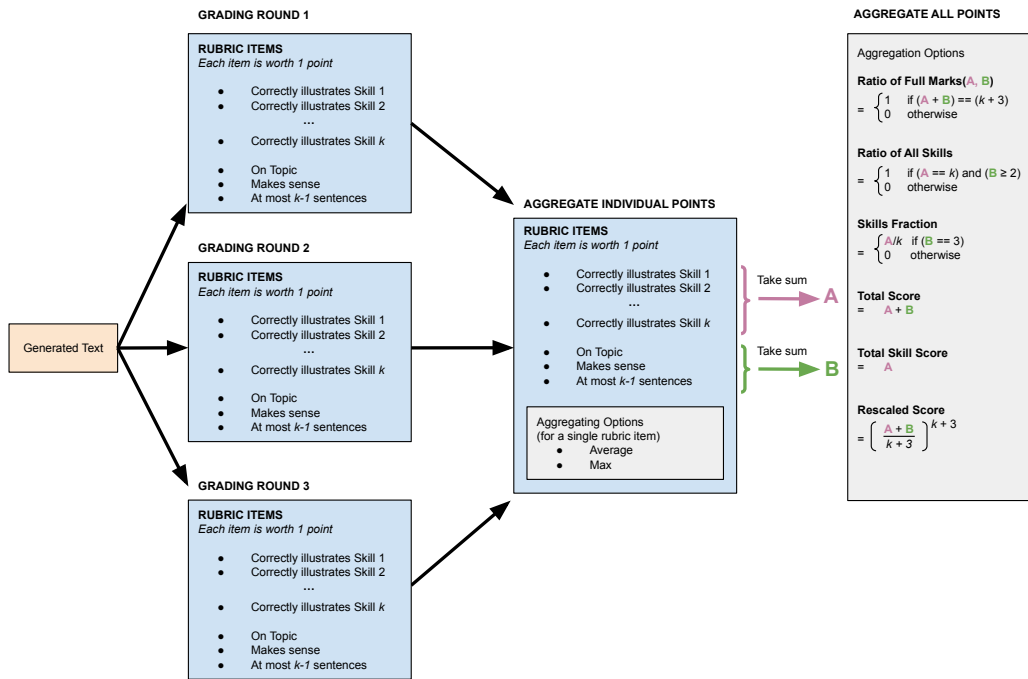 GRADING ROUND 1
RUBRIC ITEMS
Each item is worth 1 point
● Correctly illustrates Skill 1
● Correctly illustrates Skill 2
...
● Correctly illustrates Skill k
● On Topic
● Makes sense
● At most k-1 sentences
Generated Text
GRADING ROUND 2
RUBRIC ITEMS
Each item is worth 1 point
● Correctly illustrates Skill 1
● Correctly illustrates Skill 2
...
● Correctly illustrates Skill k
● On Topic
● Makes sense
● At most k-1 sentences
GRADING ROUND 3
RUBRIC ITEMS
Each item is worth 1 point
● Correctly illustrates Skill 1
● Correctly illustrates Skill 2
...
● Correctly illustrates Skill k
● On Topic
● Makes sense
● At most k-1 sentences
AGGREGATE INDIVIDUAL POINTS
RUBRIC ITEMS
Each item is worth 1 point
● Correctly illustrates Skill 1
● Correctly illustrates Skill 2
...
● Correctly illustrates Skill k
● On Topic
● Makes sense
● At most k-1 sentences
Aggregating Options
(for a single rubric item)
● Average
● Max
Take sum
A
Take sum
B
AGGREGATE ALL POINTS
Aggregation Options
Ratio of Full Marks(A, B)
= { 1 if (A + B) == (k + 3)
0 otherwise
Ratio of All Skills
= { 1 if (A == k) and (B ≥ 2)
0 otherwise
Skills Fraction
= { A/k if (B == 3)
0 otherwise
Total Score
= A + B
Total Skill Score
= A
Rescaled Score
= ( (A + B) / (k + 3) )^(k + 3)